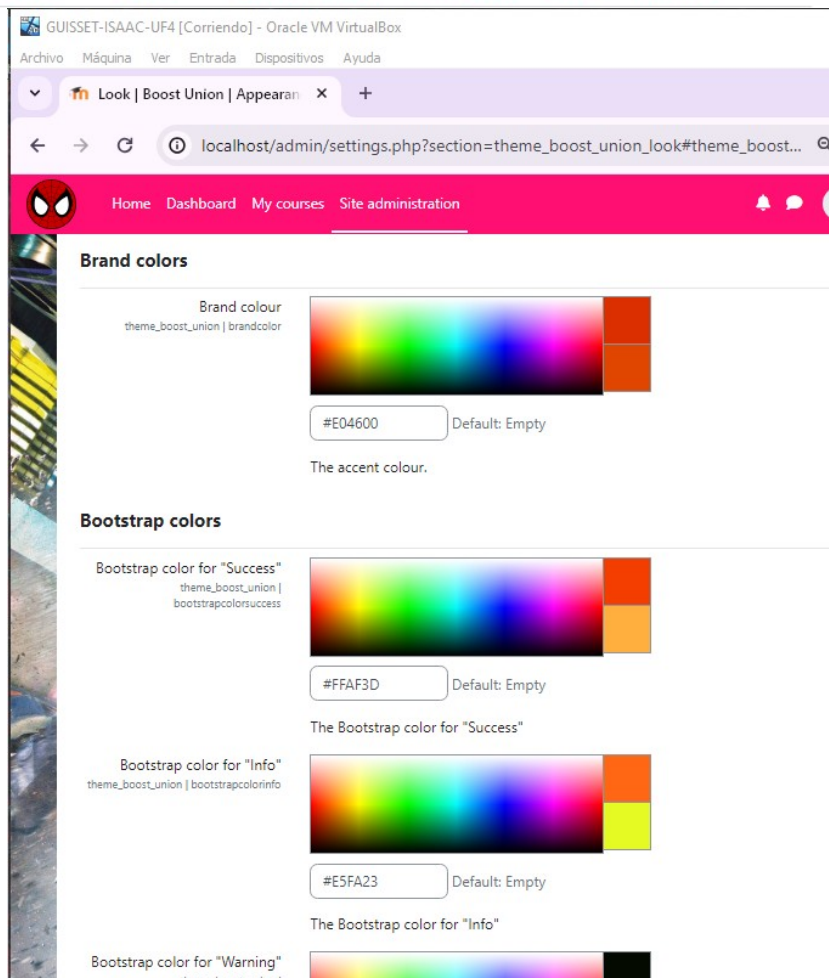 GUISSET-ISAAC-UF4 [Corriendo] - Oracle VM VirtualBox
Archivo Máquina Ver Entrada Dispositivos Ayuda
Look | Boost Union | Appearan
localhost/admin/settings.php?section=theme_boost_union_look#theme_boost...
Home Dashboard My courses Site administration
Brand colors
Brand colour
theme_boost_union | brandcolor
#E04600 Default: Empty
The accent colour.
Bootstrap colors
Bootstrap color for "Success"
theme_boost_union |
bootstrapcolorsuccess
#FFAF3D Default: Empty
The Bootstrap color for "Success"
Bootstrap color for "Info"
theme_boost_union | bootstrapcolorinfo
#E5FA23 Default: Empty
The Bootstrap color for "Info"
Bootstrap color for "Warning"